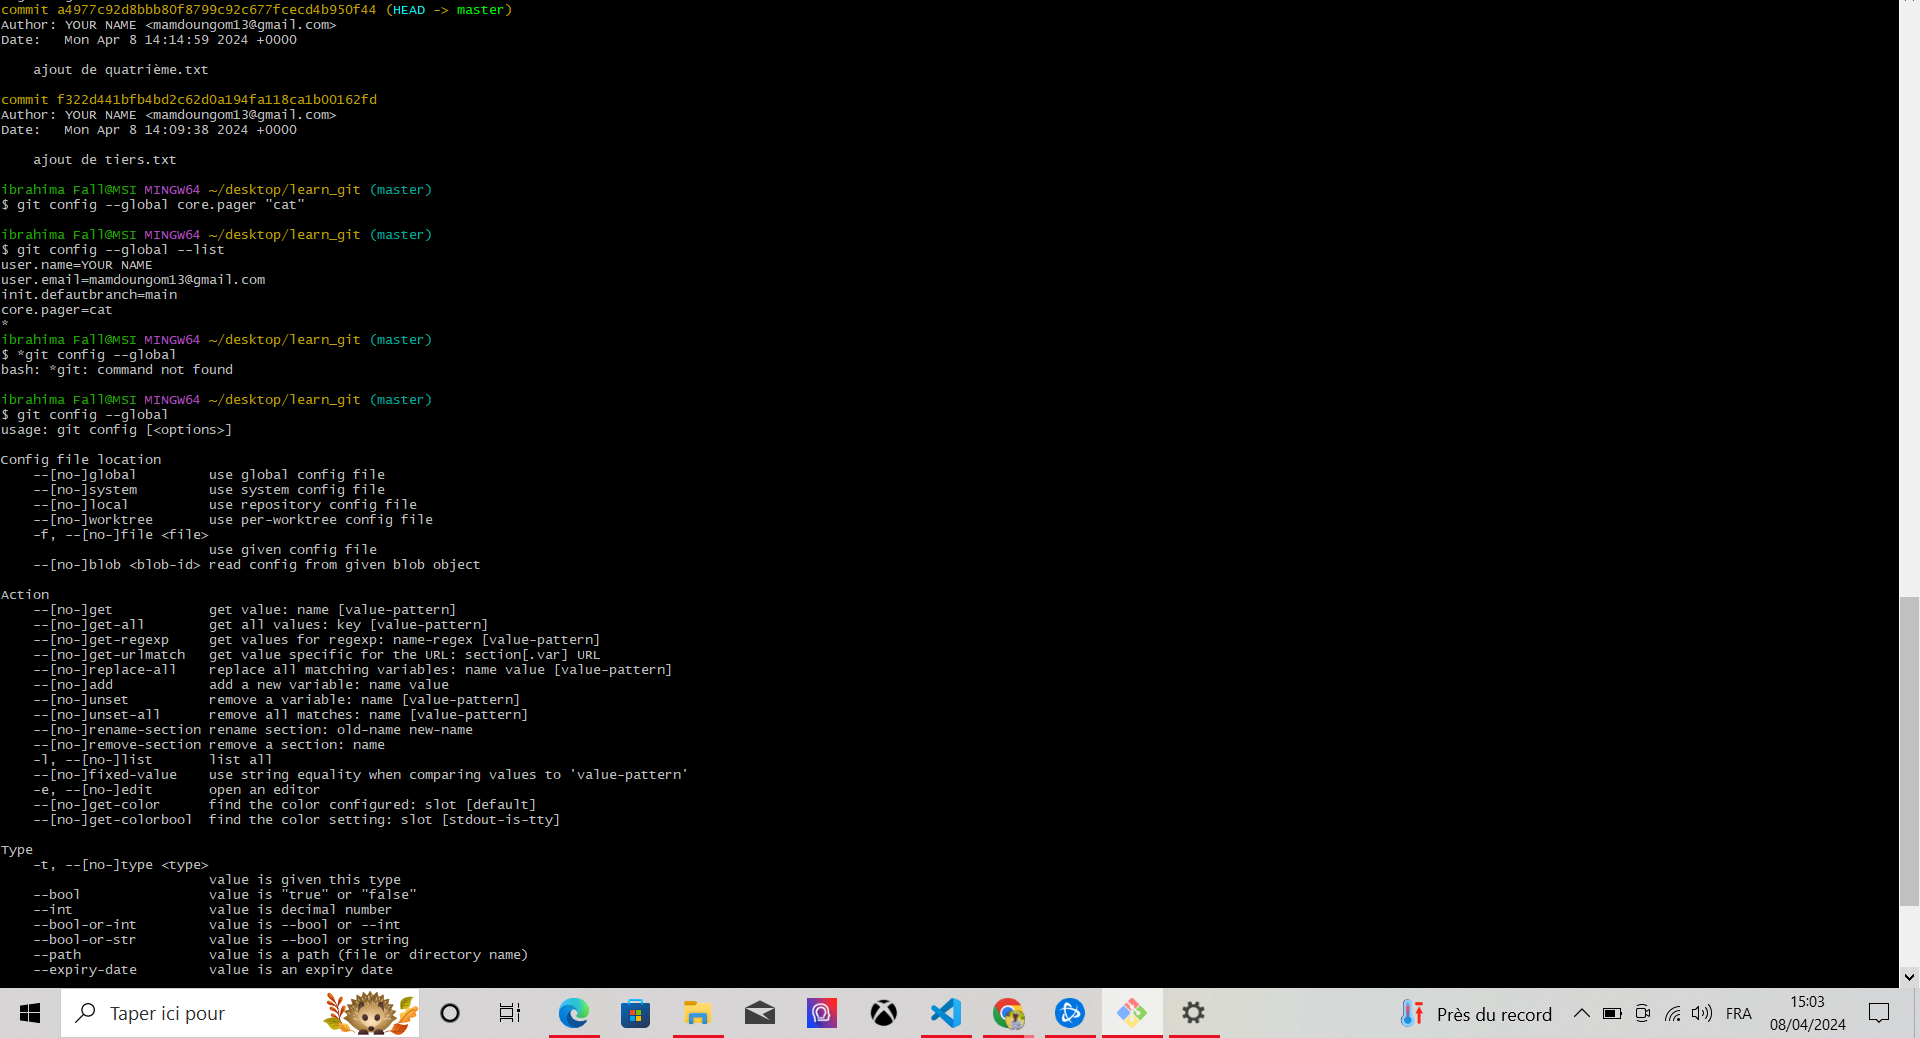 commit a4977c92d8bbb80f8799c92c677fcecd4b950f44 (HEAD -> master)
Author: YOUR NAME <mamdoungom13@gmail.com>
Date:   Mon Apr 8 14:14:59 2024 +0000
    ajout de quatrième.txt
commit f322d441bfb4bd2c62d0a194fa118ca1b00162fd
Author: YOUR NAME <mamdoungom13@gmail.com>
Date:   Mon Apr 8 14:09:38 2024 +0000
    ajout de tiers.txt
ibrahima Fall@MSI MINGW64 ~/desktop/learn_git (master)
$ git config --global core.pager "cat"
ibrahima Fall@MSI MINGW64 ~/desktop/learn_git (master)
$ git config --global --list
user.name=YOUR NAME
user.email=mamdoungom13@gmail.com
init.defautbranch=main
core.pager=cat
*
ibrahima Fall@MSI MINGW64 ~/desktop/learn_git (master)
$ *git config --global
bash: *git: command not found
ibrahima Fall@MSI MINGW64 ~/desktop/learn_git (master)
$ git config --global
usage: git config [<options>]
Config file location
    --[no-]global         use global config file
    --[no-]system         use system config file
    --[no-]local          use repository config file
    --[no-]worktree       use per-worktree config file
    -f, --[no-]file <file>
                          use given config file
    --[no-]blob <blob-id> read config from given blob object
Action
    --[no-]get            get value: name [value-pattern]
    --[no-]get-all        get all values: key [value-pattern]
    --[no-]get-regexp     get values for regexp: name-regex [value-pattern]
    --[no-]get-urlmatch   get value specific for the URL: section[.var] URL
    --[no-]replace-all    replace all matching variables: name value [value-pattern]
    --[no-]add            add a new variable: name value
    --[no-]unset          remove a variable: name [value-pattern]
    --[no-]unset-all      remove all matches: name [value-pattern]
    --[no-]rename-section rename section: old-name new-name
    --[no-]remove-section remove a section: name
    -l, --[no-]list       list all
    --[no-]fixed-value    use string equality when comparing values to 'value-pattern'
    -e, --[no-]edit       open an editor
    --[no-]get-color      find the color configured: slot [default]
    --[no-]get-colorbool  find the color setting: slot [stdout-is-tty]
Type
    -t, --[no-]type <type>
                          value is given this type
    --bool                value is "true" or "false"
    --int                 value is decimal number
    --bool-or-int         value is --bool or --int
    --bool-or-str         value is --bool or string
    --path                value is a path (file or directory name)
    --expiry-date         value is an expiry date
Taper ici pour
Près du record
FRA
15:03
08/04/2024